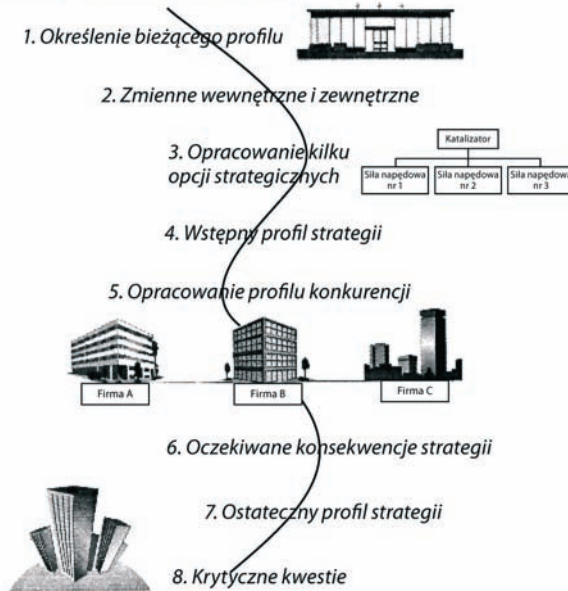 1. Określenie bieżącego profilu
2. Zmienne wewnętrzne i zewnętrzne
3. Opracowanie kilku
opcji strategicznych
Katalizator
Siła napędowa
nr 1
Siła napędowa
nr 2
Siła napędowa
nr 3
4. Wstępny profil strategii
5. Opracowanie profilu konkurencji
Firma A
Firma B
Firma C
6. Oczekiwane konsekwencje strategii
7. Ostateczny profil strategii
8. Krytyczne kwestie